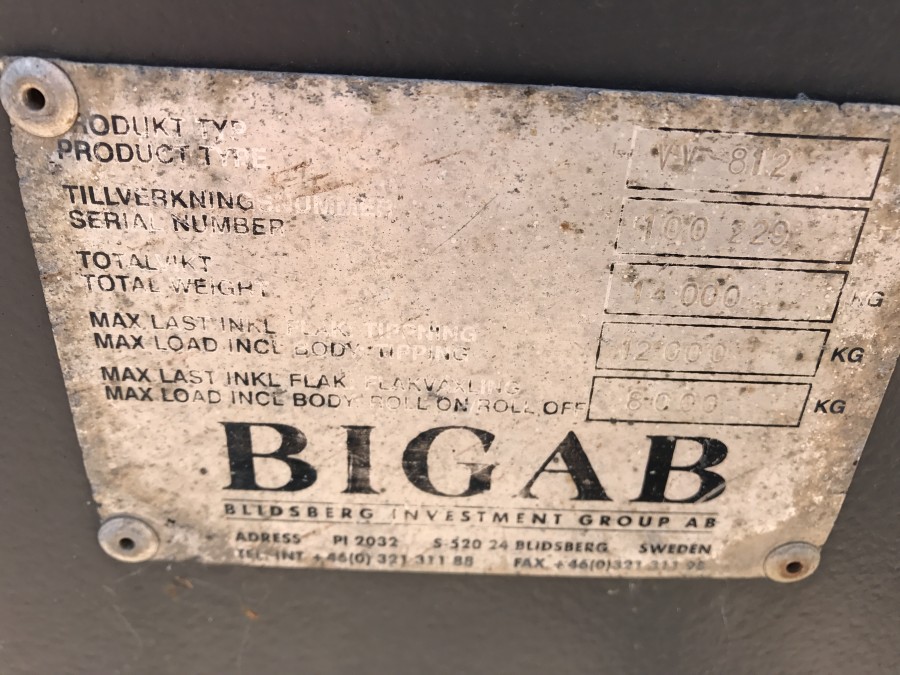 PRODUKT TYP
PRODUCT TYPE VV-812
TILLVERKNINGSNUMMER
SERIAL NUMBER 100 229
TOTALVIKT
TOTAL WEIGHT 14 000 KG
MAX LAST INKL FLAK, TIPPNING
MAX LOAD INCL BODY TIPPING 12 000 KG
MAX LAST INKL FLAK, FLAKVÄXLING
MAX LOAD INCL BODY ROLL ON ROLL OFF 8 000 KG
BIGAB
BLIDSBERG INVESTMENT GROUP AB
ADRESS PI 2032 S-520 24 BLIDSBERG SWEDEN
TEL. INT. +46(0) 321 311 88 FAX. +46(0)321 311 98